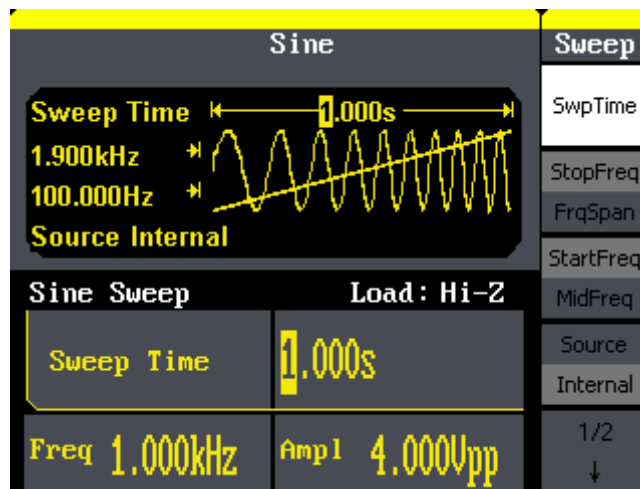 Sine
Sweep
Sweep Time 1.000s
1.900kHz
100.000Hz
Source Internal
SwpTime
StopFreq
FrqSpan
StartFreq
MidFreq
Source
Internal
1/2
↓
Sine Sweep Load: Hi-Z
Sweep Time 1.000s
Freq 1.000kHz Ampl 4.000Vpp